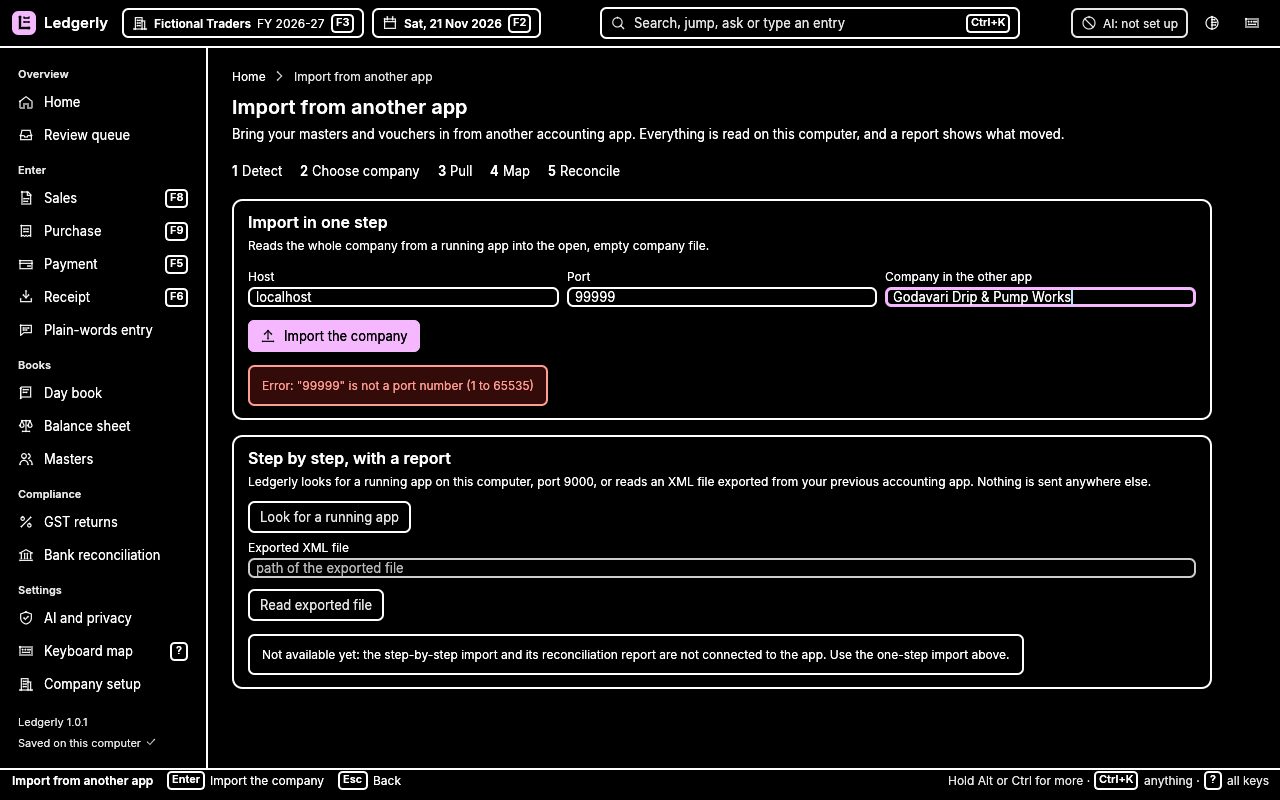 Ledgerly
Fictional Traders FY 2026-27 F3
Sat, 21 Nov 2026 F2
Search, jump, ask or type an entry Ctrl+K
AI: not set up
Overview
Home
Review queue
Enter
Sales F8
Purchase F9
Payment F5
Receipt F6
Plain-words entry
Books
Day book
Balance sheet
Masters
Compliance
GST returns
Bank reconciliation
Settings
AI and privacy
Keyboard map ?
Company setup
Ledgerly 1.0.1
Saved on this computer
Home Import from another app
Import from another app
Bring your masters and vouchers in from another accounting app. Everything is read on this computer, and a report shows what moved.
1 Detect 2 Choose company 3 Pull 4 Map 5 Reconcile
Import in one step
Reads the whole company from a running app into the open, empty company file.
Host Port Company in the other app
localhost 99999 Godavari Drip & Pump Works
Import the company
Error: "99999" is not a port number (1 to 65535)
Step by step, with a report
Ledgerly looks for a running app on this computer, port 9000, or reads an XML file exported from your previous accounting app. Nothing is sent anywhere else.
Look for a running app
Exported XML file
path of the exported file
Read exported file
Not available yet: the step-by-step import and its reconciliation report are not connected to the app. Use the one-step import above.
Import from another app Enter Import the company Esc Back
Hold Alt or Ctrl for more · Ctrl+K anything · ? all keys